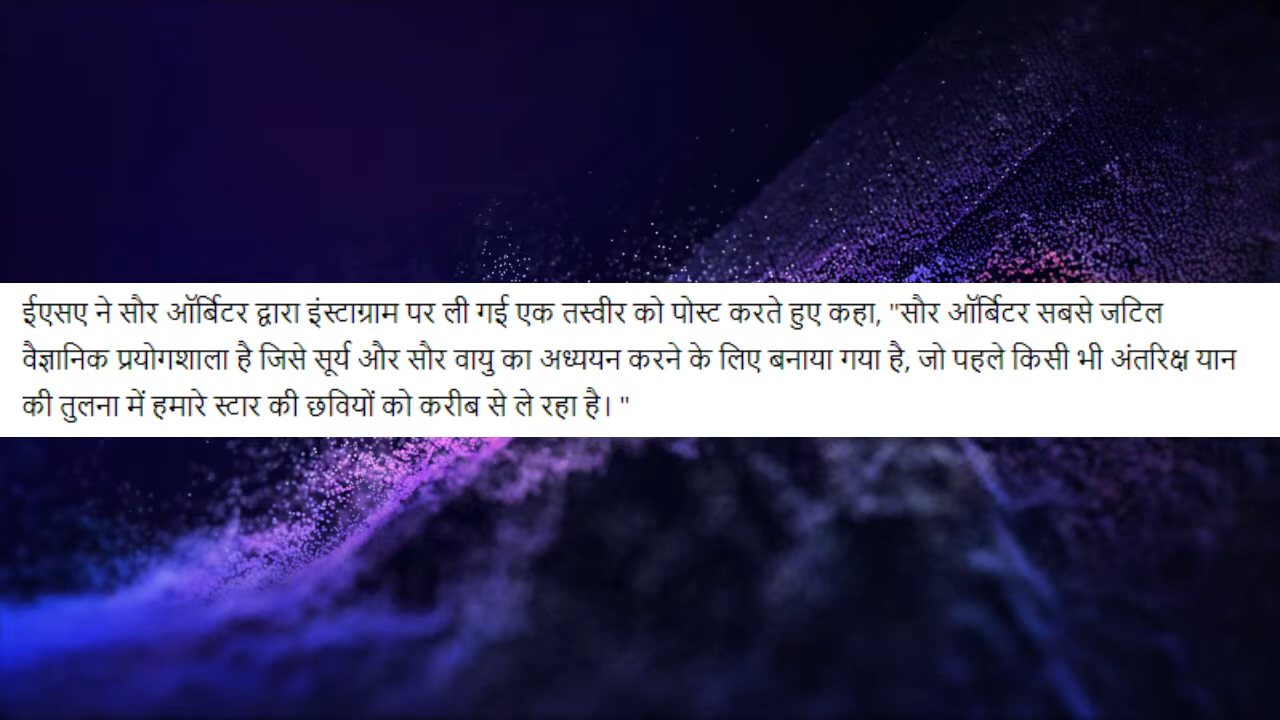 ईएसए ने सौर ऑर्बिटर द्वारा इंस्टाग्राम पर ली गई एक तस्वीर को पोस्ट करते हुए कहा, "सौर ऑर्बिटर सबसे जटिल
वैज्ञानिक प्रयोगशाला है जिसे सूर्य और सौर वायु का अध्ययन करने के लिए बनाया गया है, जो पहले किसी भी अंतरिक्ष यान
की तुलना में हमारे स्टार की छवियों को करीब से ले रहा है। "